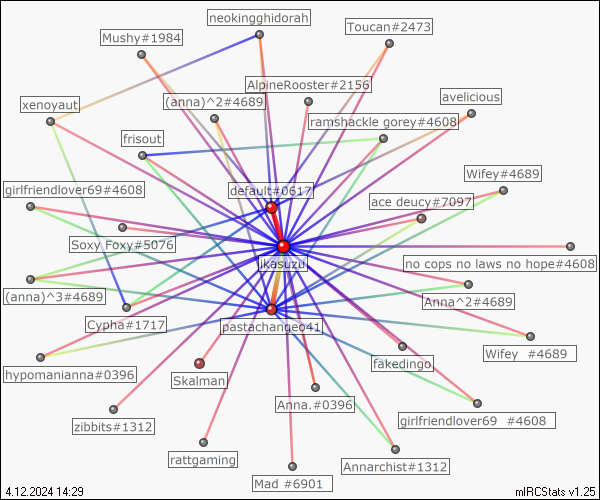 neokingghidorah
Toucan#2473
Mushy#1984
AlpineRooster#2156
xenoyaut
(anna)^2#4689
avelicious
ramshackle gorey#4608
frisout
Wifey#4689
girlfriendlover69#4608
default#0617
ace deucy#7097
Soxy Foxy#5076
ikasuzu
no cops no laws no hope#4608
(anna)^3#4689
Anna^2#4689
Cypha#1717
pastachangeo41
Wifey #4689
fakedingo
hypomanianna#0396
Skalman
Anna.#0396
girlfriendlover69 #4608
zibbits#1312
rattgaming
Annarchist#1312
Mad #6901
4.12.2024 14:29
mIRCStats v1.25